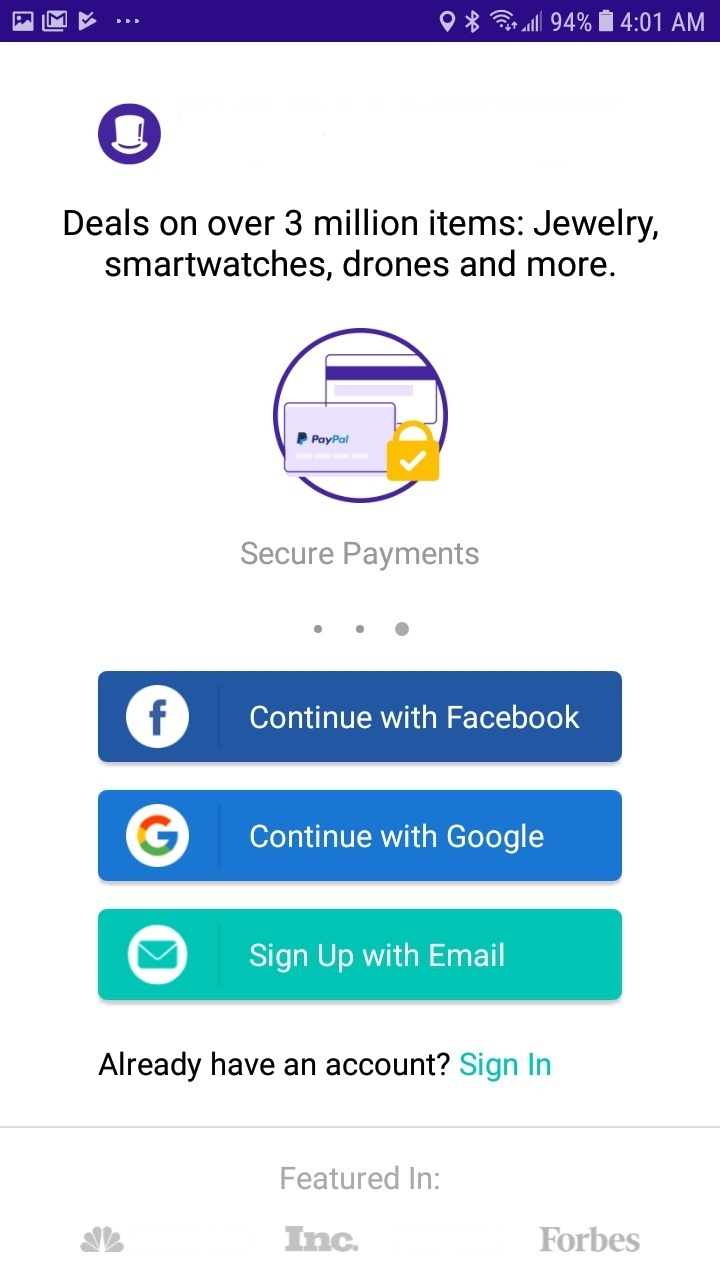 94% 4:01 AM
Deals on over 3 million items: Jewelry,
smartwatches, drones and more.
PayPal
Secure Payments
Continue with Facebook
Continue with Google
Sign Up with Email
Already have an account? Sign In
Featured In:
Inc. Forbes